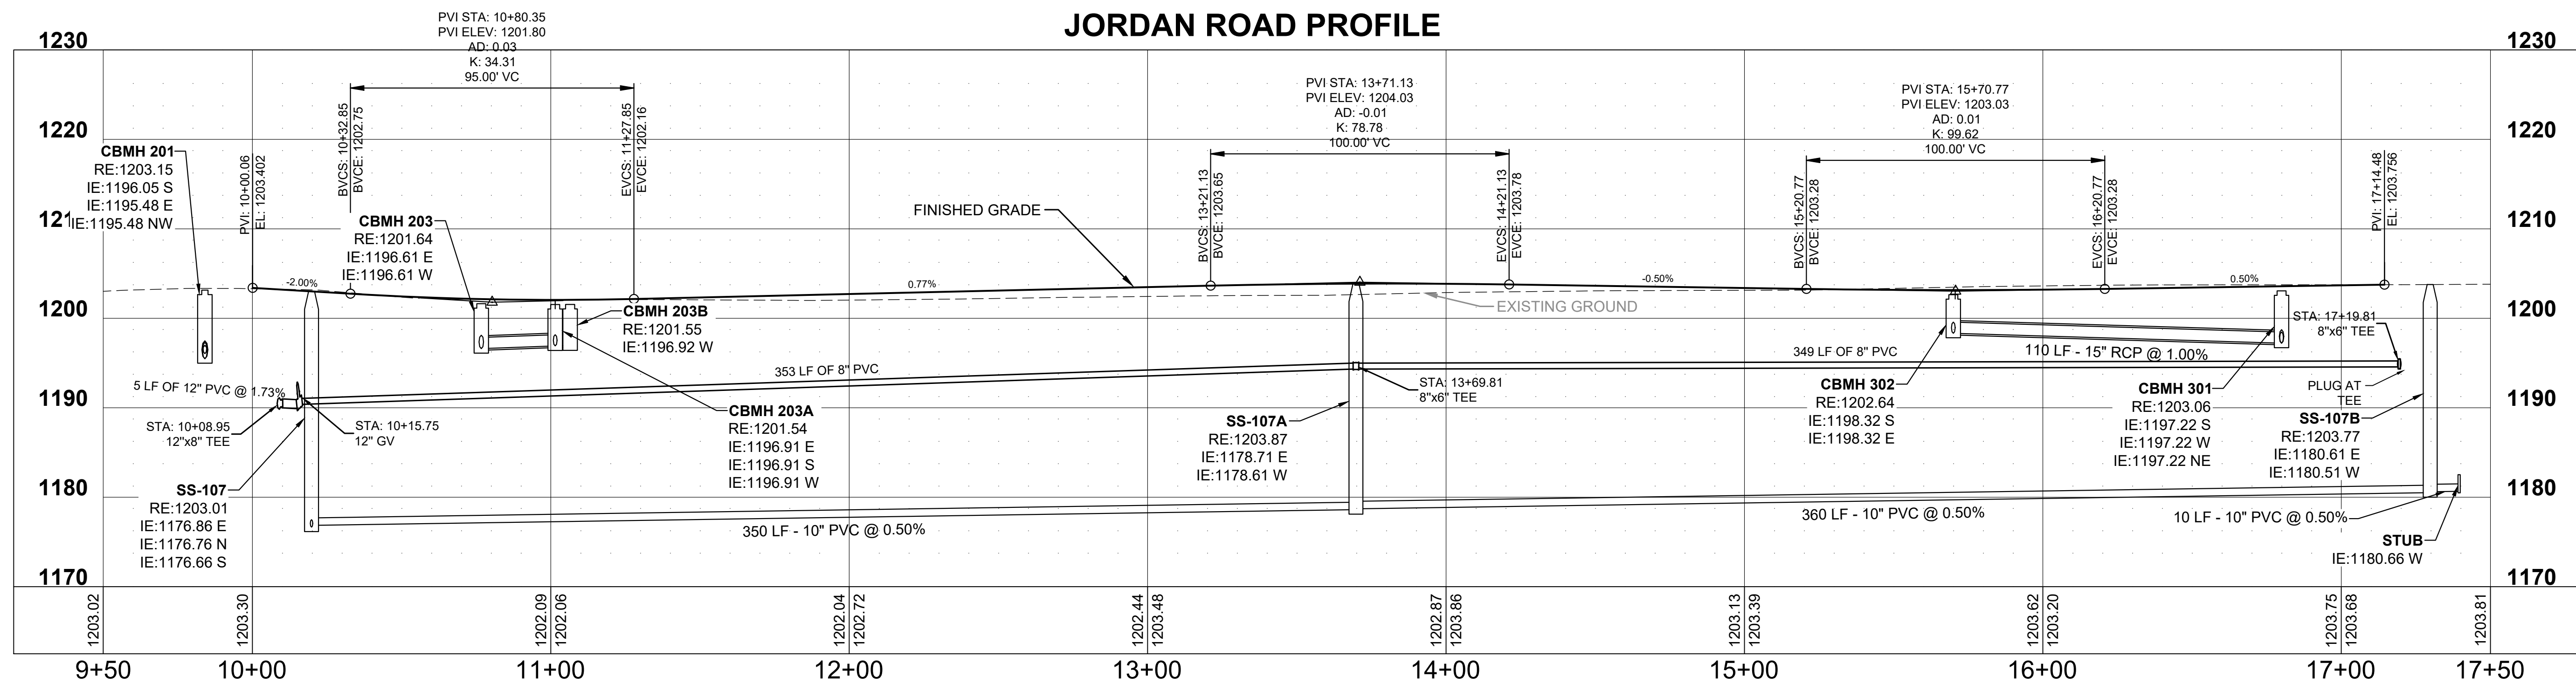 JORDAN ROAD PROFILE
1230
1220
121
1200
1190
1180
1170
1230
1220
1210
1200
1190
1180
1170
PVI STA: 10+80.35
PVI ELEV: 1201.80
AD: 0.03
K: 34.31
95.00' VC
BVCS: 10+32.85
BVCE: 1202.75
EVCS: 11+27.85
EVCE: 1202.16
PVI: 10+00.06
EL: 1203.402
CBMH 201
RE:1203.15
IE:1196.05 S
IE:1195.48 E
IE:1195.48 NW
CBMH 203
RE:1201.64
IE:1196.61 E
IE:1196.61 W
-2.00%
CBMH 203B
RE:1201.55
IE:1196.92 W
CBMH 203A
RE:1201.54
IE:1196.91 E
IE:1196.91 S
IE:1196.91 W
5 LF OF 12" PVC @ 1.73%
STA: 10+08.95
12"x8" TEE
STA: 10+15.75
12" GV
SS-107
RE:1203.01
IE:1176.86 E
IE:1176.76 N
IE:1176.66 S
353 LF OF 8" PVC
350 LF - 10" PVC @ 0.50%
0.77%
FINISHED GRADE
PVI STA: 13+71.13
PVI ELEV: 1204.03
AD: -0.01
K: 78.78
100.00' VC
BVCS: 13+21.13
BVCE: 1203.65
EVCS: 14+21.13
EVCE: 1203.78
EXISTING GROUND
STA: 13+69.81
8"x6" TEE
SS-107A
RE:1203.87
IE:1178.71 E
IE:1178.61 W
-0.50%
349 LF OF 8" PVC
PVI STA: 15+70.77
PVI ELEV: 1203.03
AD: 0.01
K: 99.62
100.00' VC
BVCS: 15+20.77
BVCE: 1203.28
EVCS: 16+20.77
EVCE: 1203.28
0.50%
PVI: 17+14.48
EL: 1203.756
110 LF - 15" RCP @ 1.00%
CBMH 302
RE:1202.64
IE:1198.32 S
IE:1198.32 E
CBMH 301
RE:1203.06
IE:1197.22 S
IE:1197.22 W
IE:1197.22 NE
STA: 17+19.81
8"x6" TEE
PLUG AT
TEE
SS-107B
RE:1203.77
IE:1180.61 E
IE:1180.51 W
360 LF - 10" PVC @ 0.50%
10 LF - 10" PVC @ 0.50%
STUB
IE:1180.66 W
1203.02
1203.30
1202.09
1202.06
1202.04
1202.72
1202.44
1203.48
1202.87
1203.86
1203.13
1203.39
1203.62
1203.20
1203.75
1203.68
1203.81
9+50
10+00
11+00
12+00
13+00
14+00
15+00
16+00
17+00
17+50